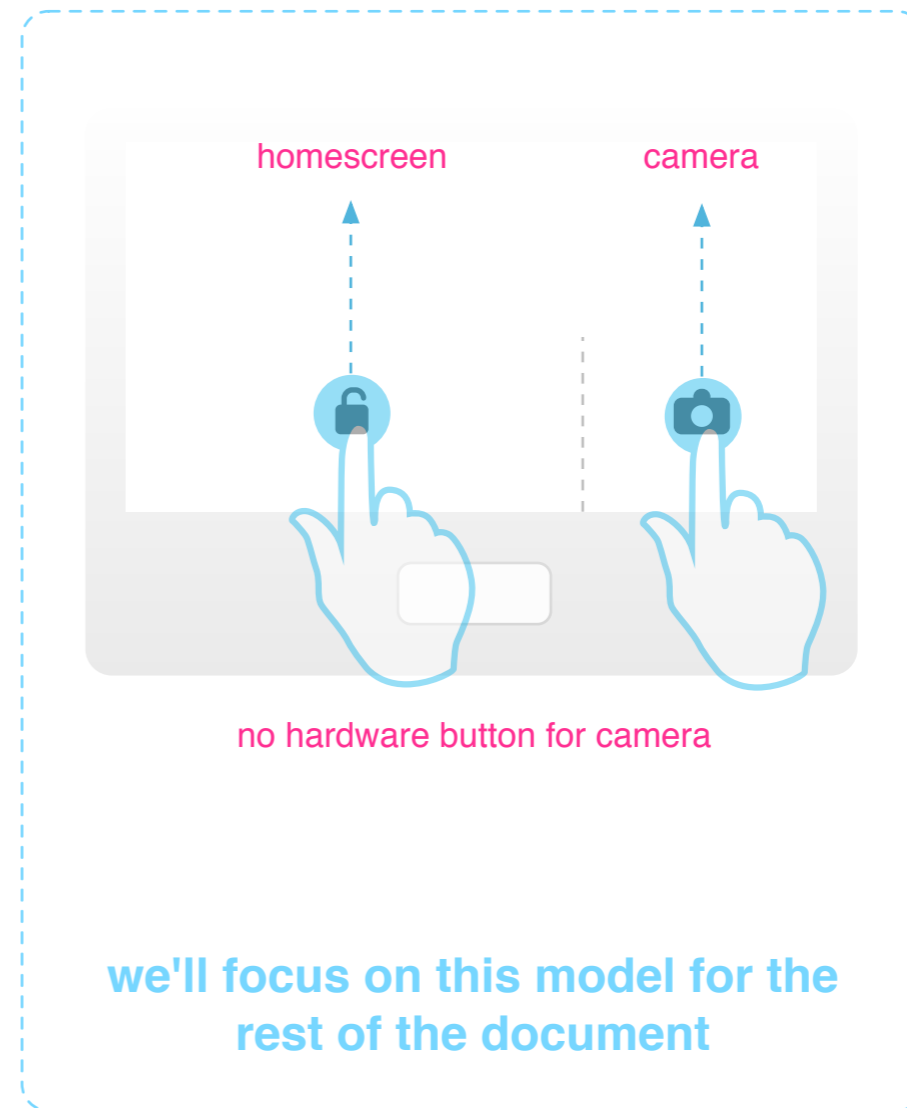 homescreen
camera
no hardware button for camera
we'll focus on this model for the
rest of the document